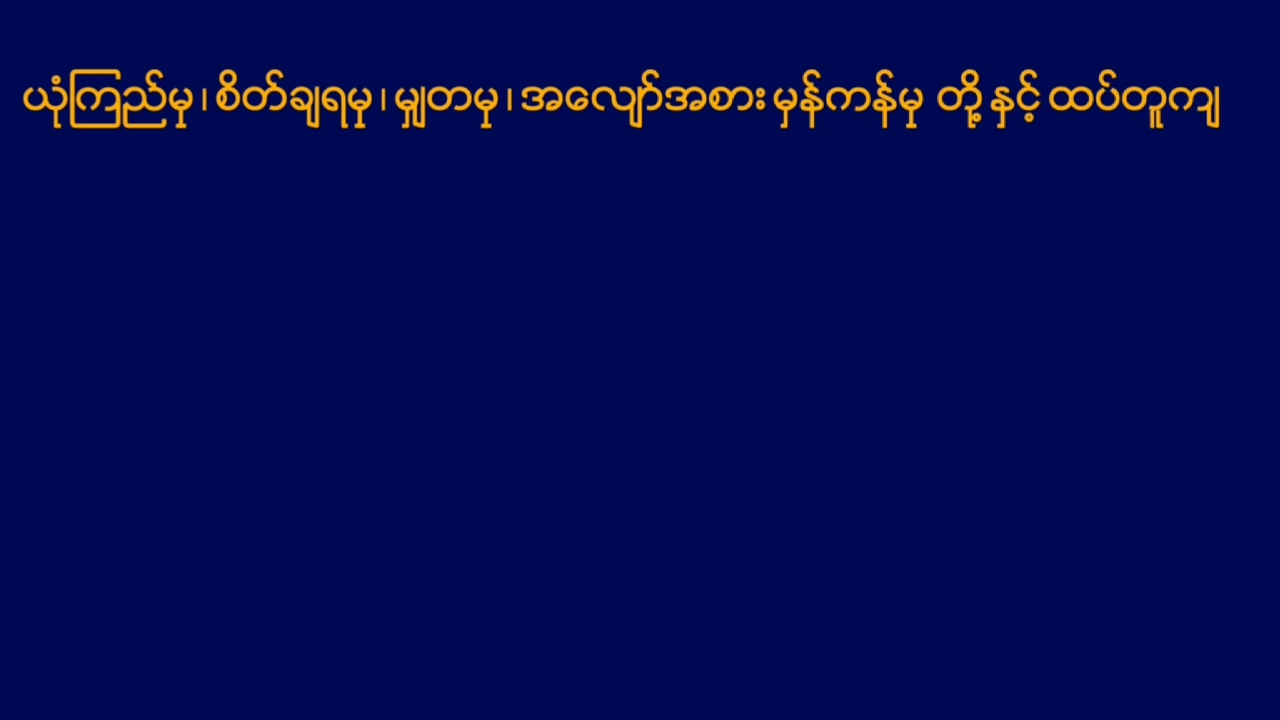 ယုံကြည်မှု ၊ စိတ်ချရမှု ၊ မျှတမှု ၊ အလျော်အစား မှန်ကန်မှု တို့ နှင့် ထပ်တူကျ